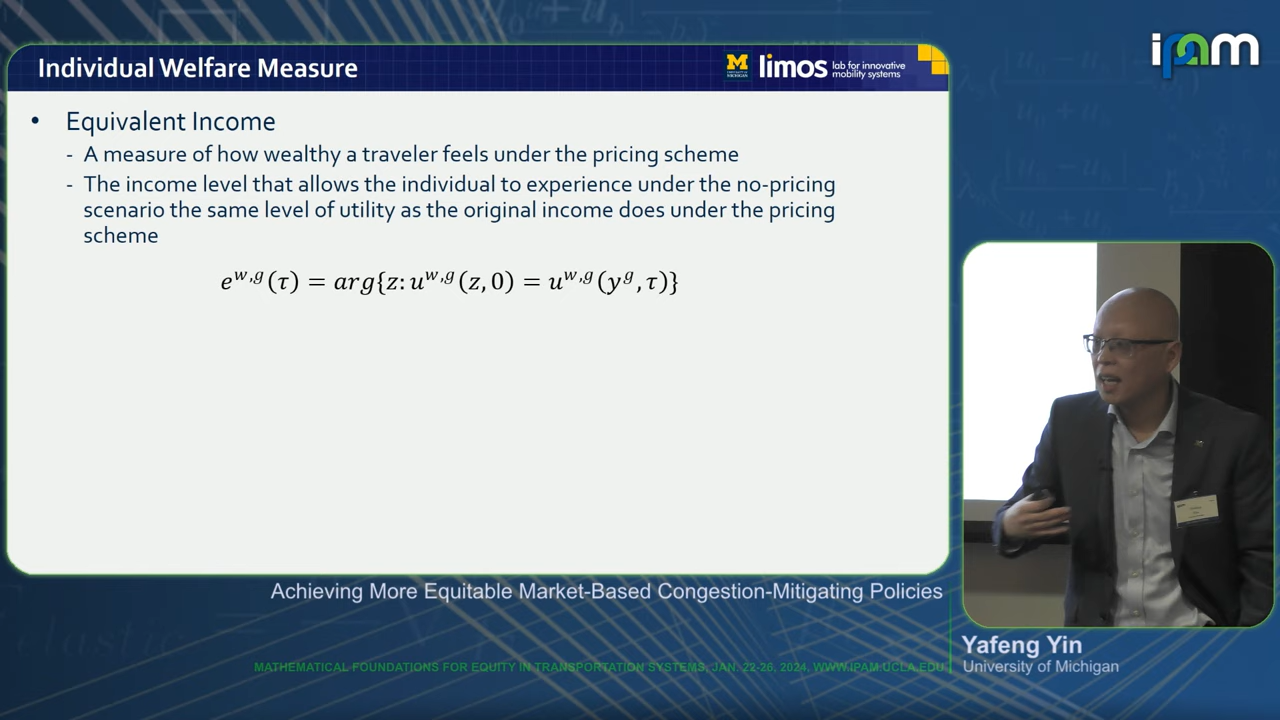 ipam
Individual Welfare Measure
M
limos lab for innovative
mobility systems
• Equivalent Income
- A measure of how wealthy a traveler feels under the pricing scheme
- The income level that allows the individual to experience under the no-pricing
scenario the same level of utility as the original income does under the pricing
scheme
e^{w,g}(τ) = arg{z: u^{w,g}(z, 0) = u^{w,g}(y^g, τ)}
Achieving More Equitable Market-Based Congestion-Mitigating Policies
Yafeng Yin
University of Michigan
MATHEMATICAL FOUNDATIONS FOR EQUITY IN TRANSPORTATION SYSTEMS, JAN. 22-26, 2024, WWW.IPAM.UCLA.EDU